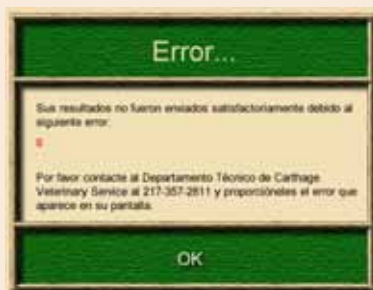 Error...
Sus resultados no fueron enviados satisfactoriamente debido al
siguiente error:
Por favor contacte al Departamento Técnico de Carthage
Veterinary Service al 217-357-2811 y proporcióneles el error que
aparece en su pantalla.
OK